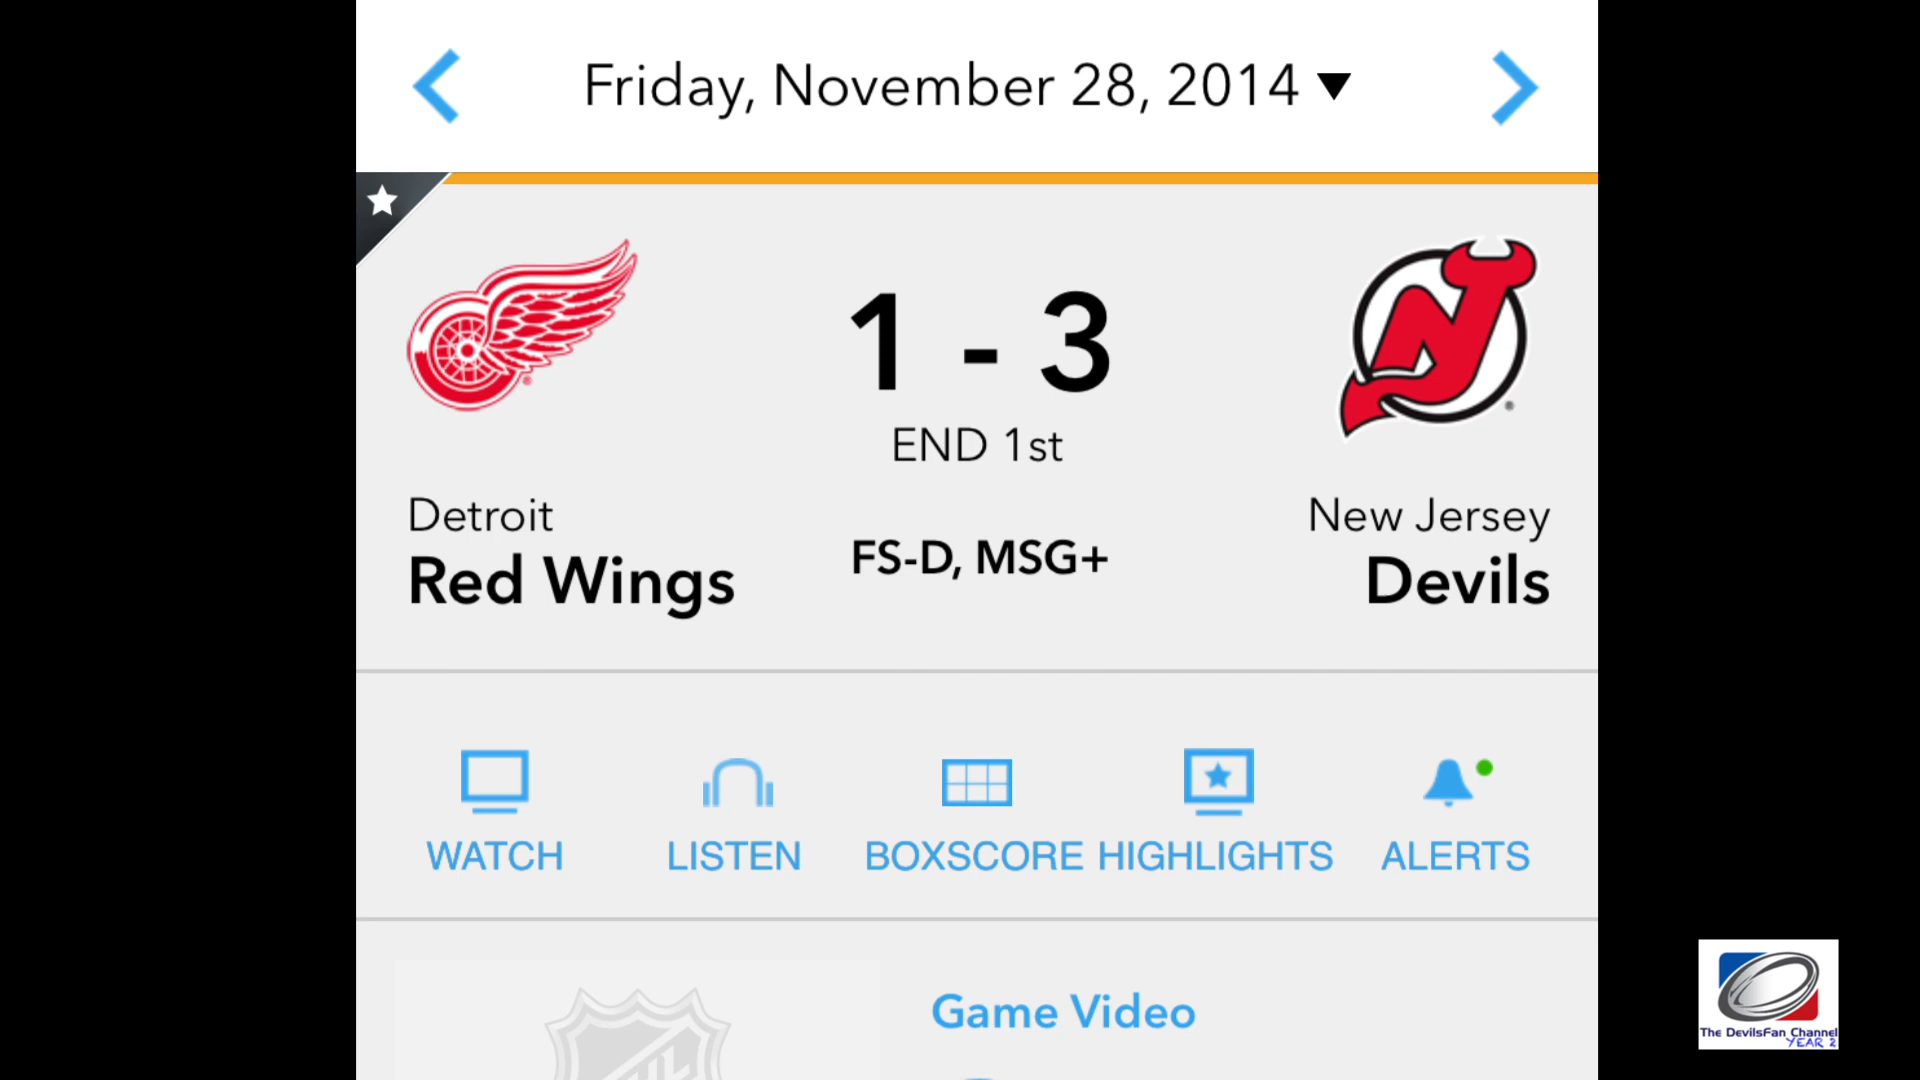 Friday, November 28, 2014
1 - 3
END 1st
Detroit
Red Wings
FS-D, MSG+
New Jersey
Devils
WATCH
LISTEN
BOXSCORE
HIGHLIGHTS
ALERTS
Game Video
The DevilsFan Channel
YEAR 2